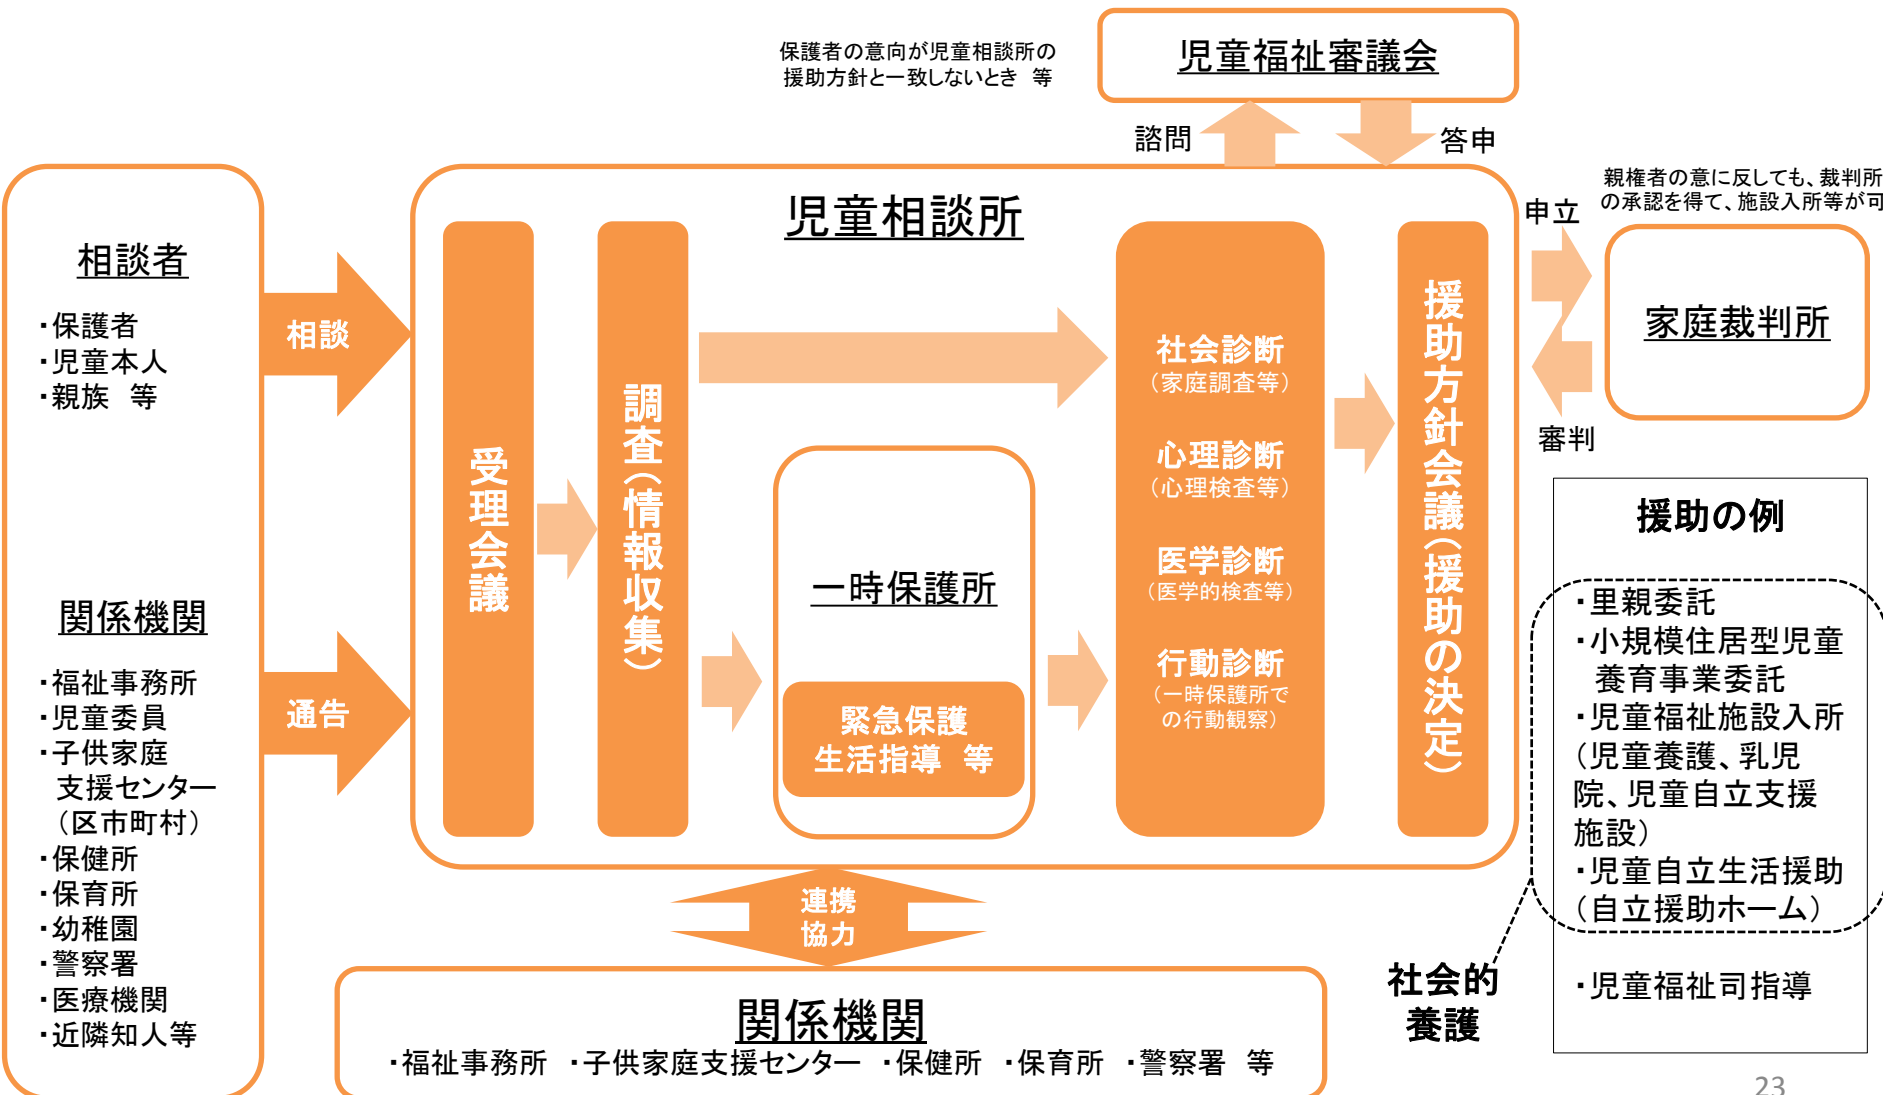 保護者の意向が児童相談所の
援助方針と一致しないとき 等
児童福祉審議会
諮問
答申
相談者
・保護者
・児童本人
・親族 等
関係機関
・福祉事務所
・児童委員
・子供家庭
支援センター
（区市町村）
・保健所
・保育所
・幼稚園
・警察署
・医療機関
・近隣知人等
相談
通告
児童相談所
受理会議
調査（情報収集）
一時保護所
緊急保護
生活指導 等
社会診断
（家庭調査等）
心理診断
（心理検査等）
医学診断
（医学的検査等）
行動診断
（一時保護所で
の行動観察）
援助方針会議（援助の決定）
申立
親権者の意に反しても、裁判所
の承認を得て、施設入所等が可
家庭裁判所
審判
援助の例
・里親委託
・小規模住居型児童
養育事業委託
・児童福祉施設入所
（児童養護、乳児
院、児童自立支援
施設）
・児童自立生活援助
（自立援助ホーム）
・児童福祉司指導
社会的
養護
連携
協力
関係機関
・福祉事務所 ・子供家庭支援センター ・保健所 ・保育所 ・警察署 等
23